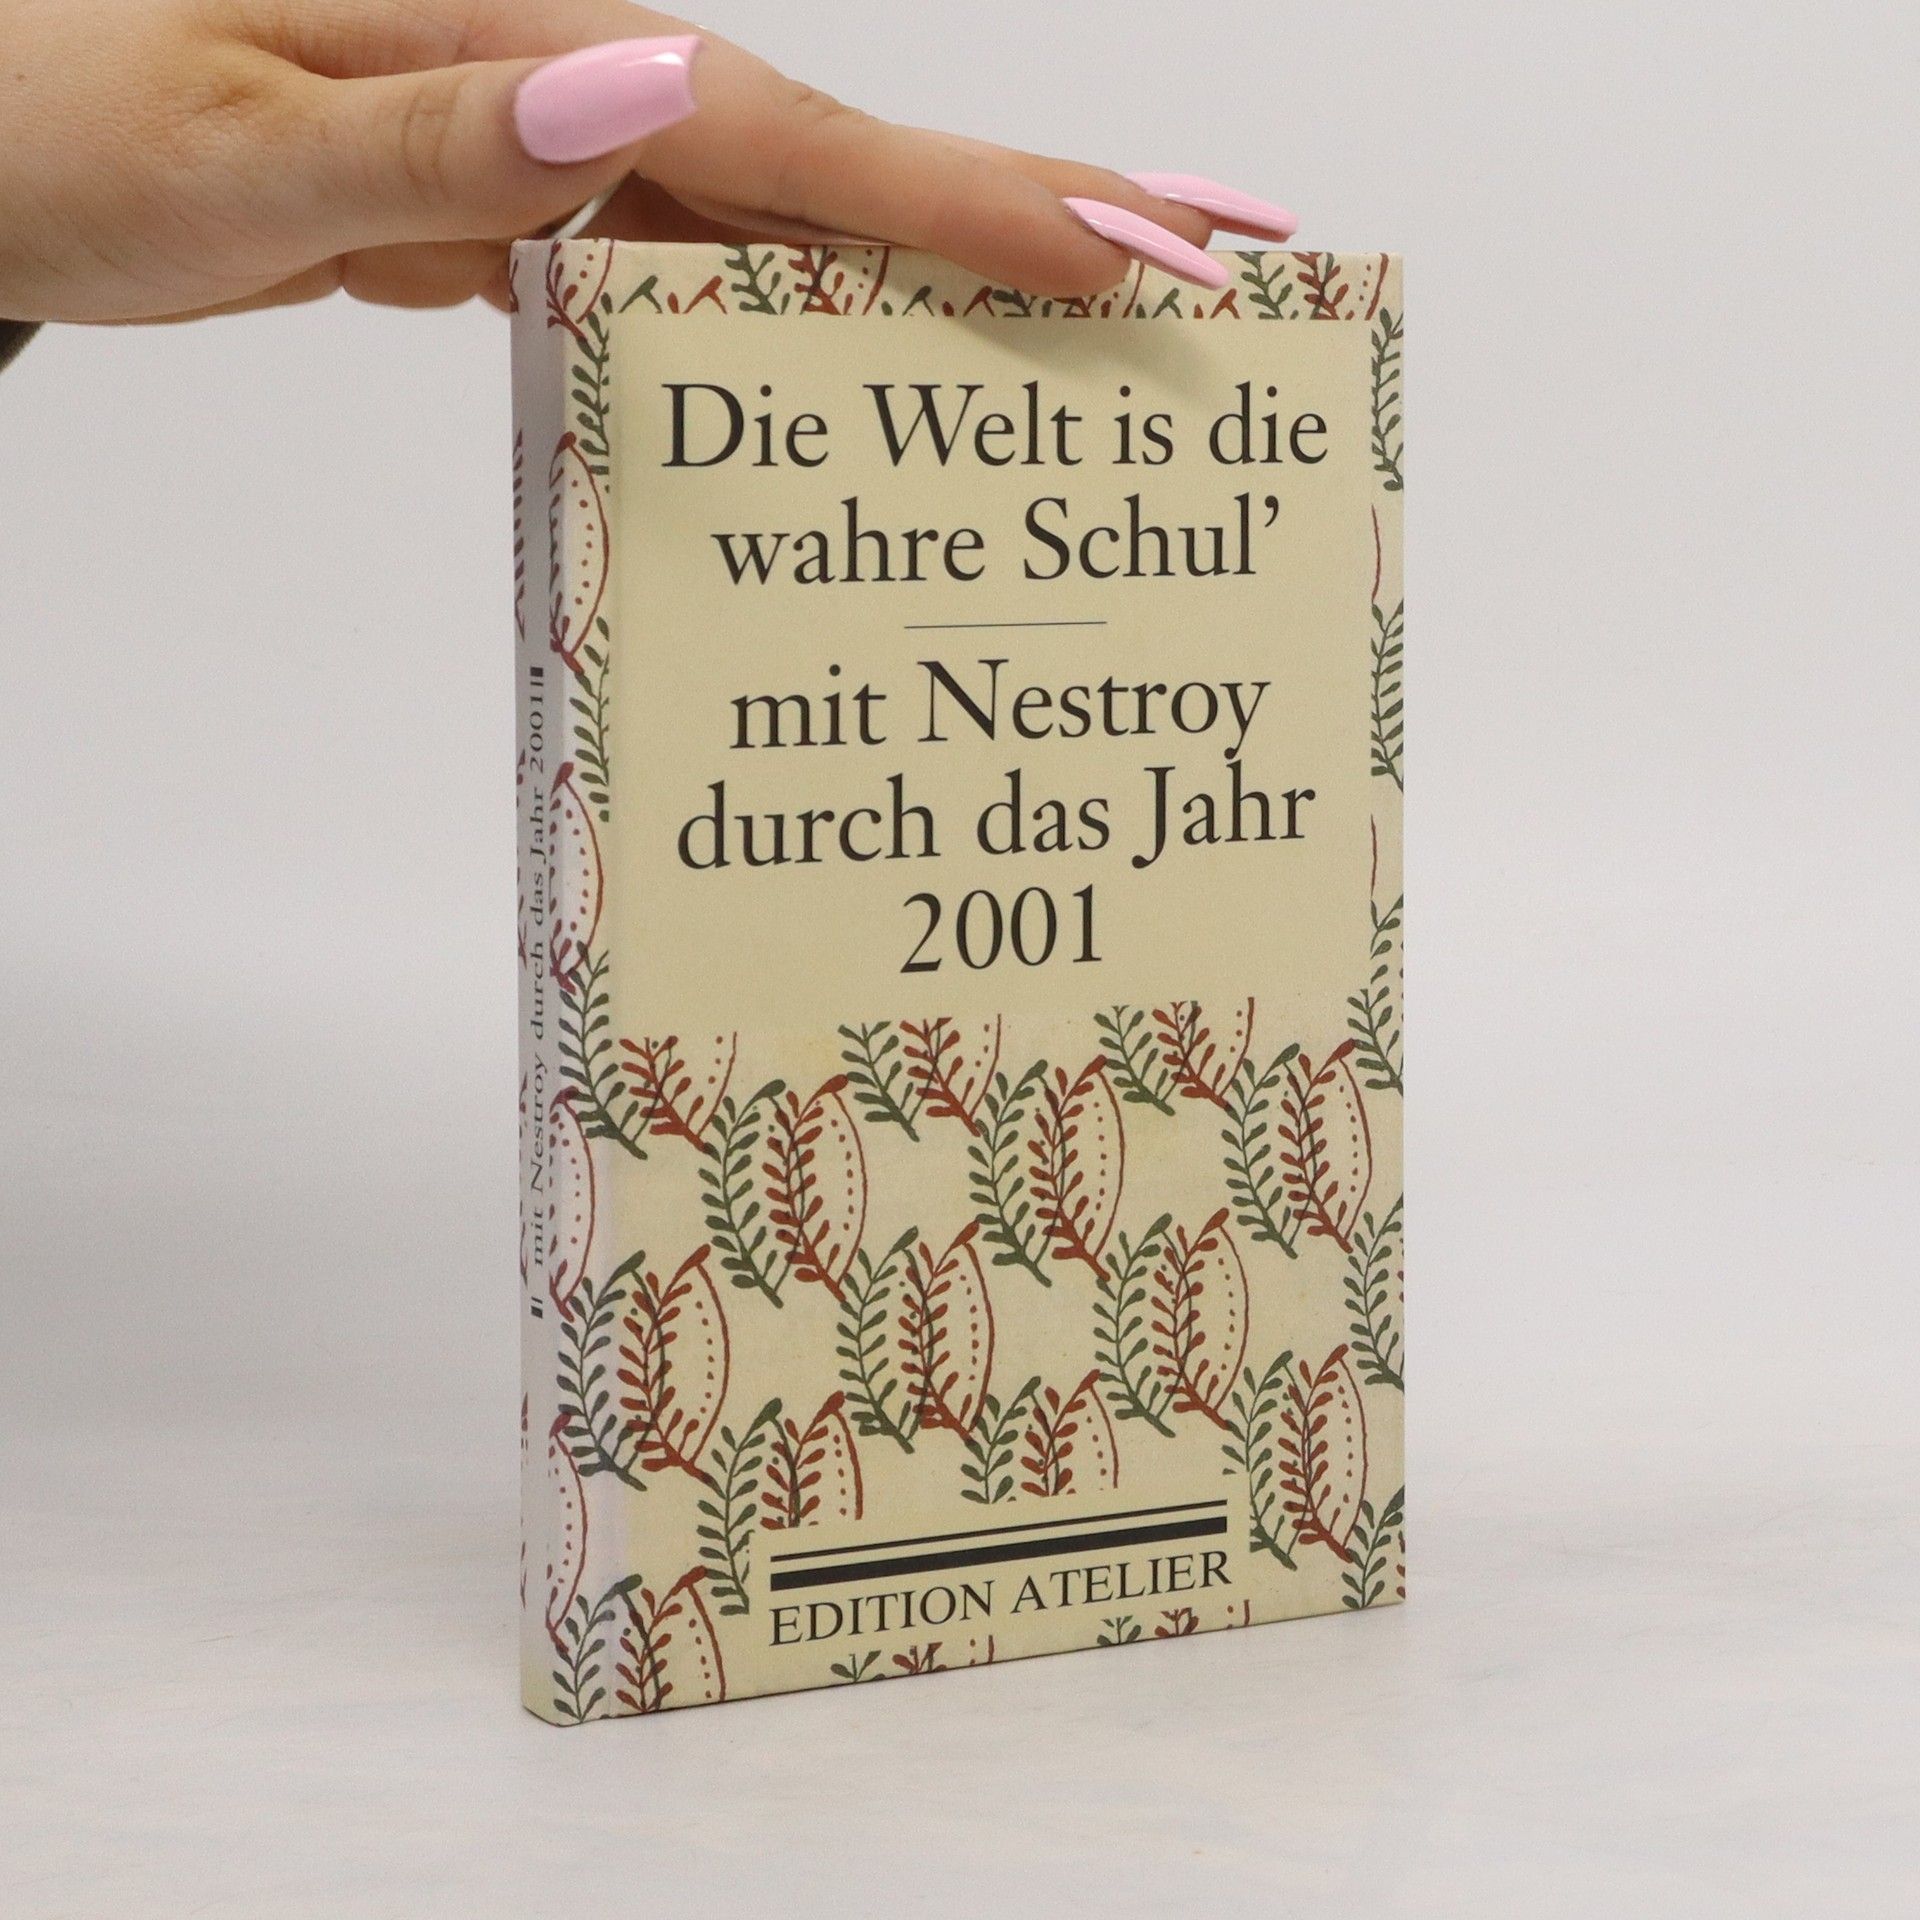 Die Welt is die
wahre Schul’
mit Nestroy
durch das Jahr
2001
EDITION ATELIER
mit Nestroy durch das Jahr 2001